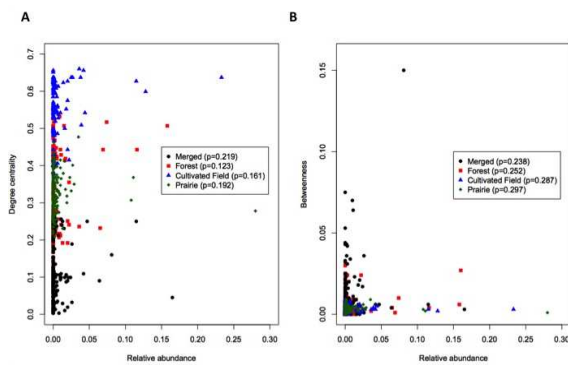 A
B
0.7
0.6
0.5
0.4
0.3
0.2
0.1
0.0
Degree centrality
Merged (p=0.219)
Forest (p=0.123)
Cultivated Field (p=0.161)
Prairie (p=0.192)
0.00 0.05 0.10 0.15 0.20 0.25 0.30
Relative abundance
0.15
0.10
0.05
0.00
Betweenness
Merged (p=0.238)
Forest (p=0.252)
Cultivated Field (p=0.287)
Prairie (p=0.297)
0.00 0.05 0.10 0.15 0.20 0.25 0.30
Relative abundance